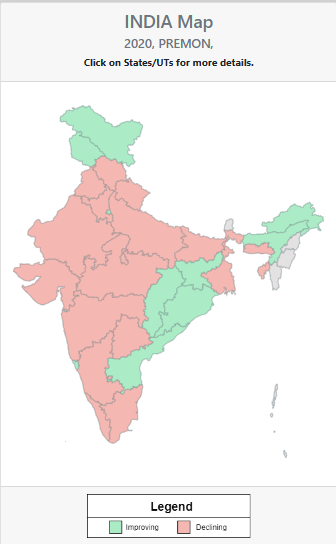 INDIA Map
2020, PREMON,
Click on States/UTs for more details.
Legend
Improving Declining